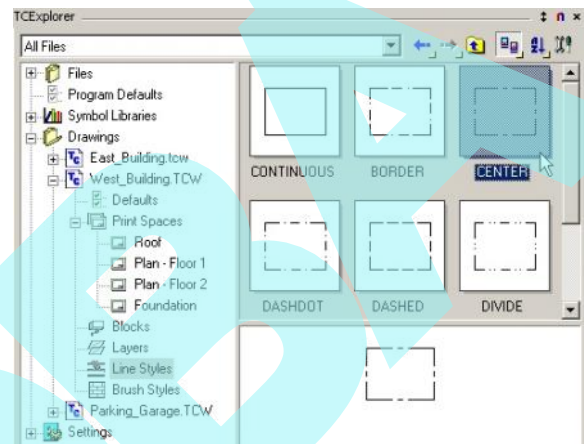 TCExplorer
All Files
Files
Program Defaults
Symbol Libraries
Drawings
East_Building.tcw
West_Building.TCW
Defaults
Print Spaces
Roof
Plan - Floor 1
Plan - Floor 2
Foundation
Blocks
Layers
Line Styles
Brush Styles
Parking_Garage.TCW
Settings
CONTINUOUS BORDER CENTER
DASHDOT DASHED DIVIDE